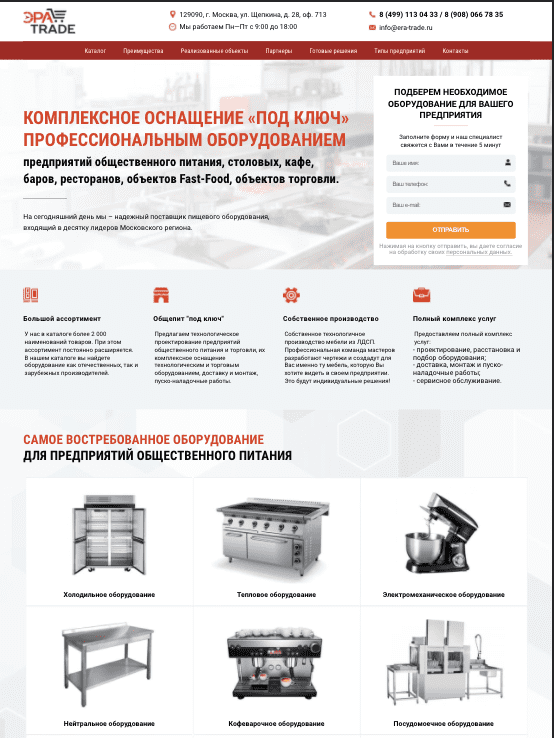 ЭРА
TRADE
129090, г. Москва, ул. Щепкина, д. 28, оф. 713
Мы работаем Пн—Пт с 9:00 до 18:00
8 (499) 113 04 33 / 8 (908) 066 78 35
info@era-trade.ru
Каталог Преимущества Реализованные объекты Партнеры Готовые решения Типы предприятий Контакты
КОМПЛЕКСНОЕ ОСНАЩЕНИЕ «ПОД КЛЮЧ»
ПРОФЕССИОНАЛЬНЫМ ОБОРУДОВАНИЕМ
предприятий общественного питания, столовых, кафе,
баров, ресторанов, объектов Fast-Food, объектов торговли.
На сегодняшний день мы – надежный поставщик пищевого оборудования,
входящий в десятку лидеров Московского региона.
ПОДБЕРЕМ НЕОБХОДИМОЕ
ОБОРУДОВАНИЕ ДЛЯ ВАШЕГО
ПРЕДПРИЯТИЯ
Заполните форму и наш специалист
свяжется с Вами в течение 5 минут
Ваше имя:
Ваш телефон:
Ваш e-mail:
ОТПРАВИТЬ
Нажимая на кнопку отправить, вы даете согласие
на обработку своих персональных данных.
Большой ассортимент
У нас в каталоге более 2 000
наименований товаров. При этом
ассортимент постоянно расширяется.
В нашем каталоге вы найдете
оборудование как отечественных, так и
зарубежных производителей.
Общепит "под ключ"
Предлагаем технологическое
проектирование предприятий
общественного питания и торговли, их
комплексное оснащение
технологическим и торговым
оборудованием, доставку и монтаж,
пуско-наладочные работы.
Собственное производство
Собственное технологичное
производство мебели из ЛДСП.
Профессиональная команда мастеров
разработают чертежи и создадут для
Вас именно ту мебель, которую Вы
хотите видеть в своем предприятии.
Это будут индивидуальные решения!
Полный комплекс услуг
Предоставляем полный комплекс
услуг:
- проектирование, расстановка и
подбор оборудования;
- доставка, монтаж и пуско-
наладочные работы;
- сервисное обслуживание.
САМОЕ ВОСТРЕБОВАННОЕ ОБОРУДОВАНИЕ
ДЛЯ ПРЕДПРИЯТИЙ ОБЩЕСТВЕННОГО ПИТАНИЯ
Холодильное оборудование
Тепловое оборудование
Электромеханическое оборудование
Нейтральное оборудование
Кофеварочное оборудование
Посудомоечное оборудование